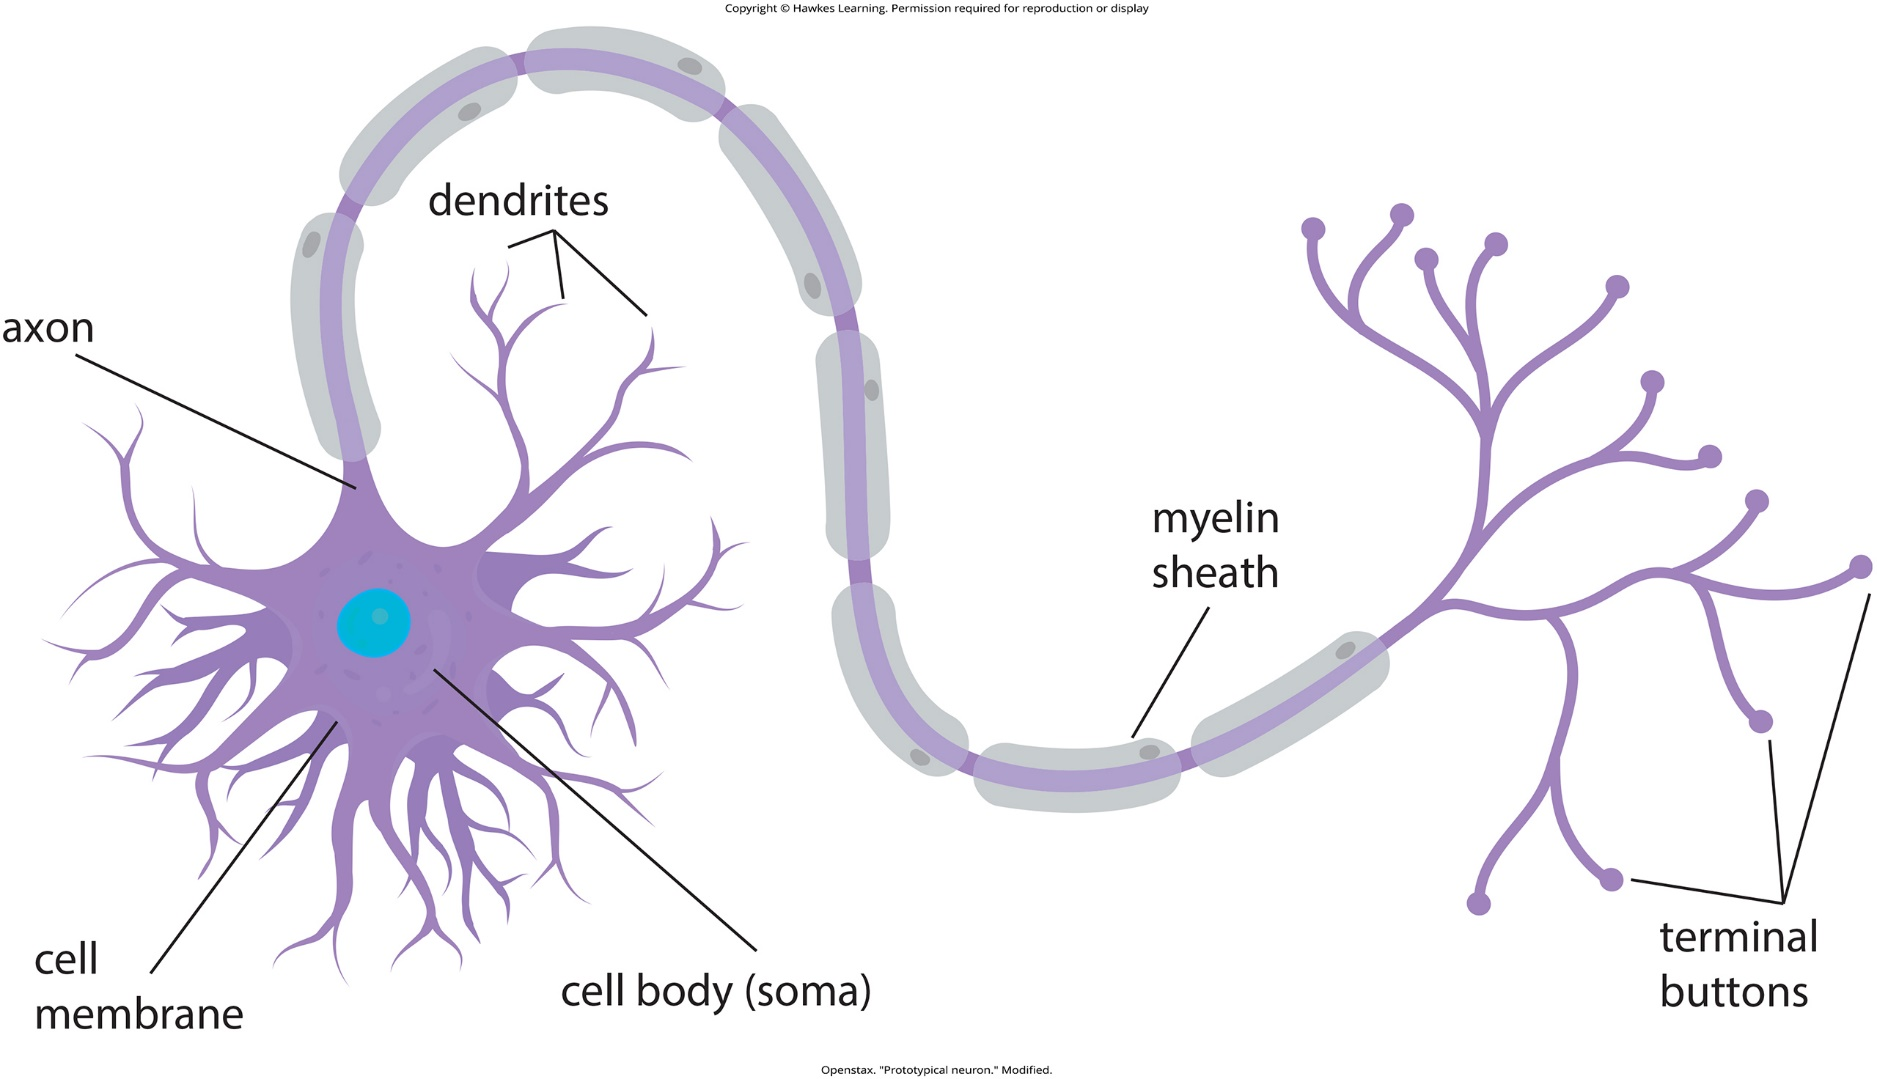 Copyright © Hawkes Learning. Permission required for reproduction or display
dendrites
axon
myelin
sheath
cell
membrane
cell body (soma)
terminal
buttons
Openstax. "Prototypical neuron." Modified.